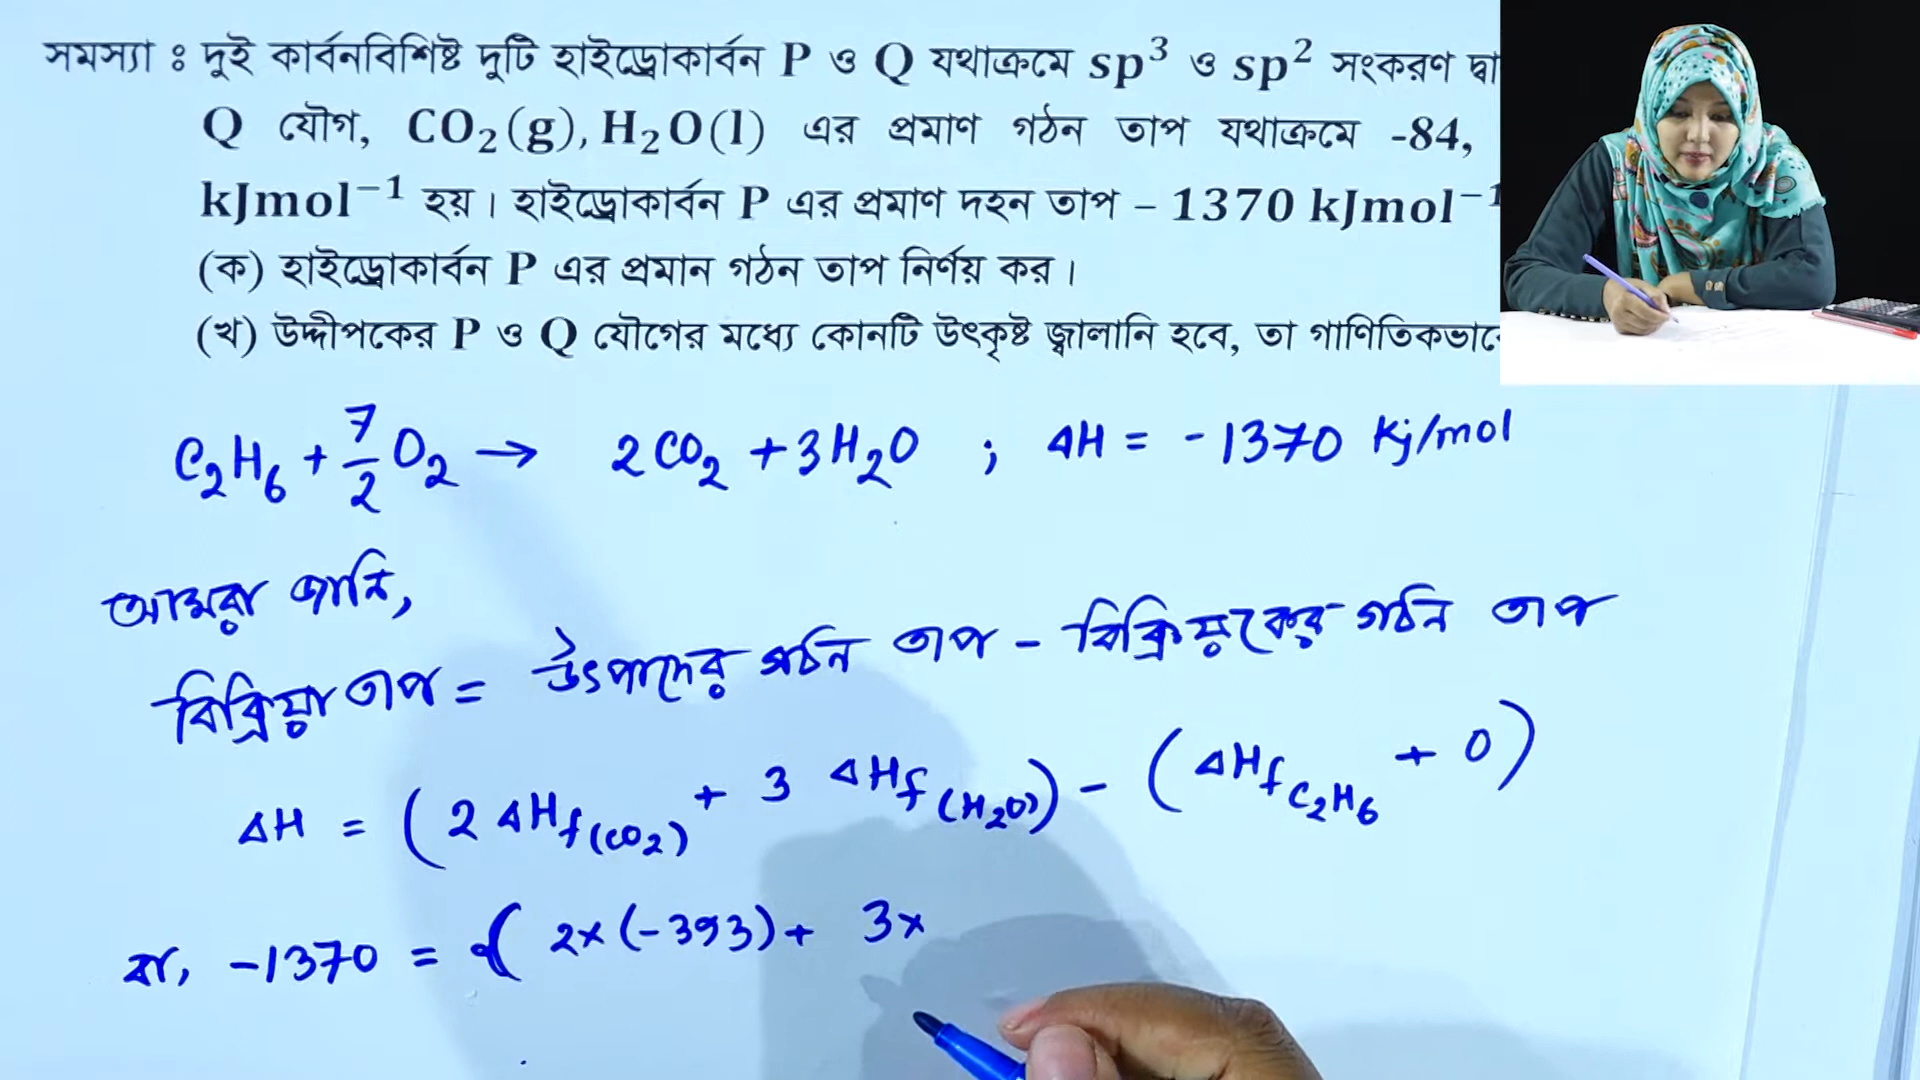 সমস্যা ঃ দুই কার্বনবিশিষ্ট দুটি হাইড্রোকার্বন P ও Q যথাক্রমে sp³ ও sp² সংকরণ দ্বা
Q যৌগ, CO₂(g), H₂O(l) এর প্রমাণ গঠন তাপ যথাক্রমে -84,
kJmol⁻¹ হয়। হাইড্রোকার্বন P এর প্রমাণ দহন তাপ – 1370 kJmol⁻¹
(ক) হাইড্রোকার্বন P এর প্রমান গঠন তাপ নির্ণয় কর।
(খ) উদ্দীপকের P ও Q যৌগের মধ্যে কোনটি উৎকৃষ্ট জ্বালানি হবে, তা গাণিতিকভাবে
C₂H₆ + 7/2 O₂ → 2CO₂ + 3H₂O ; ΔH = -1370 Kj/mol
আমরা জানি,
বিক্রিয়া তাপ = উৎপাদের গঠন তাপ - বিক্রিয়কের গঠন তাপ
ΔH = (2 ΔHf(CO₂) + 3 ΔHf(H₂O)) - (ΔHf C₂H₆ + 0)
বা, -1370 = { 2×(-393) + 3×